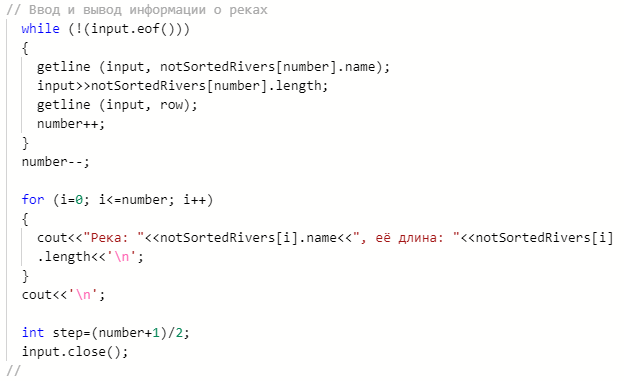 // Ввод и вывод информации о реках
while (!(input.eof()))
{
getline (input, notSortedRivers[number].name);
input>>notSortedRivers[number].length;
getline (input, row);
number++;
}
number--;
for (i=0; i<=number; i++)
{
cout<<"Река: "<<notSortedRivers[i].name<<", её длина: "<<notSortedRivers[i]
.length<<'\n';
}
cout<<'\n';
int step=(number+1)/2;
input.close();
//